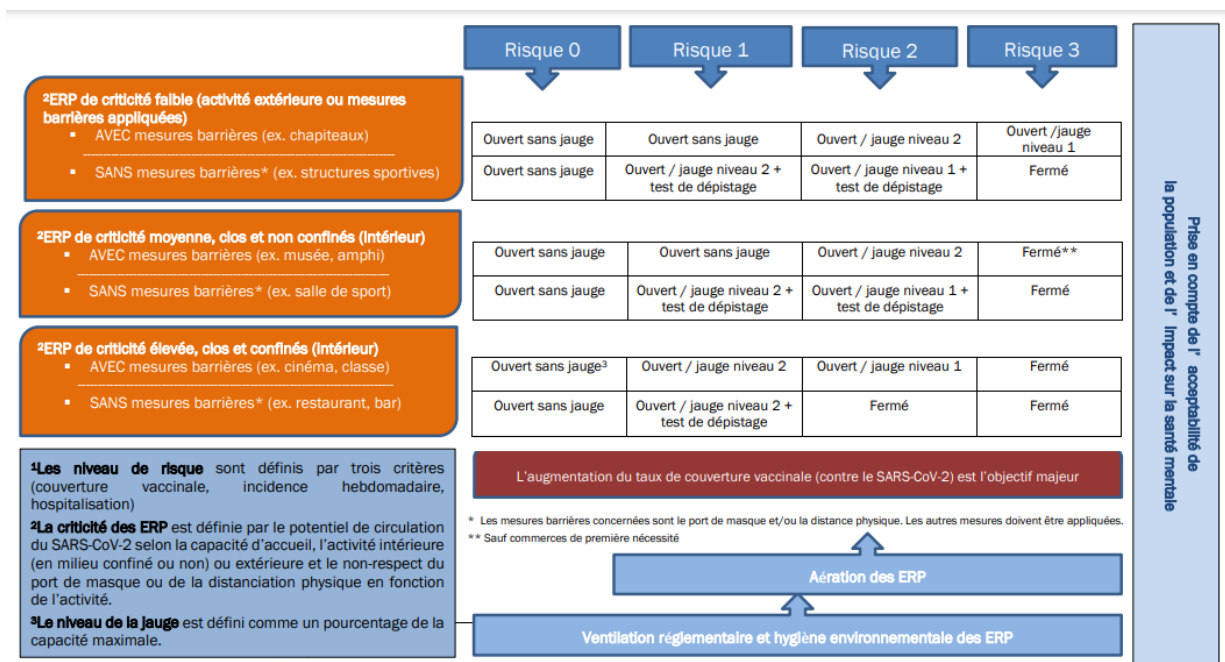 Risque 0
Risque 1
Risque 2
Risque 3
²ERP de criticité faible (activité extérieure ou mesures
barrières appliquées)
▪ AVEC mesures barrières (ex. chapiteaux)
▪ SANS mesures barrières* (ex. structures sportives)
Ouvert sans jauge
Ouvert sans jauge
Ouvert / jauge niveau 2
Ouvert /jauge
niveau 1
Ouvert sans jauge
Ouvert / jauge niveau 2 +
test de dépistage
Ouvert / jauge niveau 1 +
test de dépistage
Fermé
²ERP de criticité moyenne, clos et non confinés (intérieur)
▪ AVEC mesures barrières (ex. musée, amphi)
▪ SANS mesures barrières* (ex. salle de sport)
Ouvert sans jauge
Ouvert sans jauge
Ouvert / jauge niveau 2
Fermé**
Ouvert sans jauge
Ouvert / jauge niveau 2 +
test de dépistage
Ouvert / jauge niveau 1 +
test de dépistage
Fermé
²ERP de criticité élevée, clos et confinés (intérieur)
▪ AVEC mesures barrières (ex. cinéma, classe)
▪ SANS mesures barrières* (ex. restaurant, bar)
Ouvert sans jauge³
Ouvert / jauge niveau 2
Ouvert / jauge niveau 1
Fermé
Ouvert sans jauge
Ouvert / jauge niveau 2 +
test de dépistage
Fermé
Fermé
¹Les niveau de risque sont définis par trois critères
(couverture vaccinale, incidence hebdomadaire,
hospitalisation)
²La criticité des ERP est définie par le potentiel de circulation
du SARS-CoV-2 selon la capacité d'accueil, l'activité intérieure
(en milieu confiné ou non) ou extérieure et le non-respect du
port de masque ou de la distanciation physique en fonction
de l'activité.
³Le niveau de la jauge est défini comme un pourcentage de la
capacité maximale.
L'augmentation du taux de couverture vaccinale (contre le SARS-CoV-2) est l'objectif majeur
* Les mesures barrières concernées sont le port de masque et/ou la distance physique. Les autres mesures doivent être appliquées.
** Sauf commerces de première nécessité
Aération des ERP
Ventilation réglementaire et hygiène environnementale des ERP
Prise en compte de l' acceptabilité de
la population et de l' impact sur la santé mentale